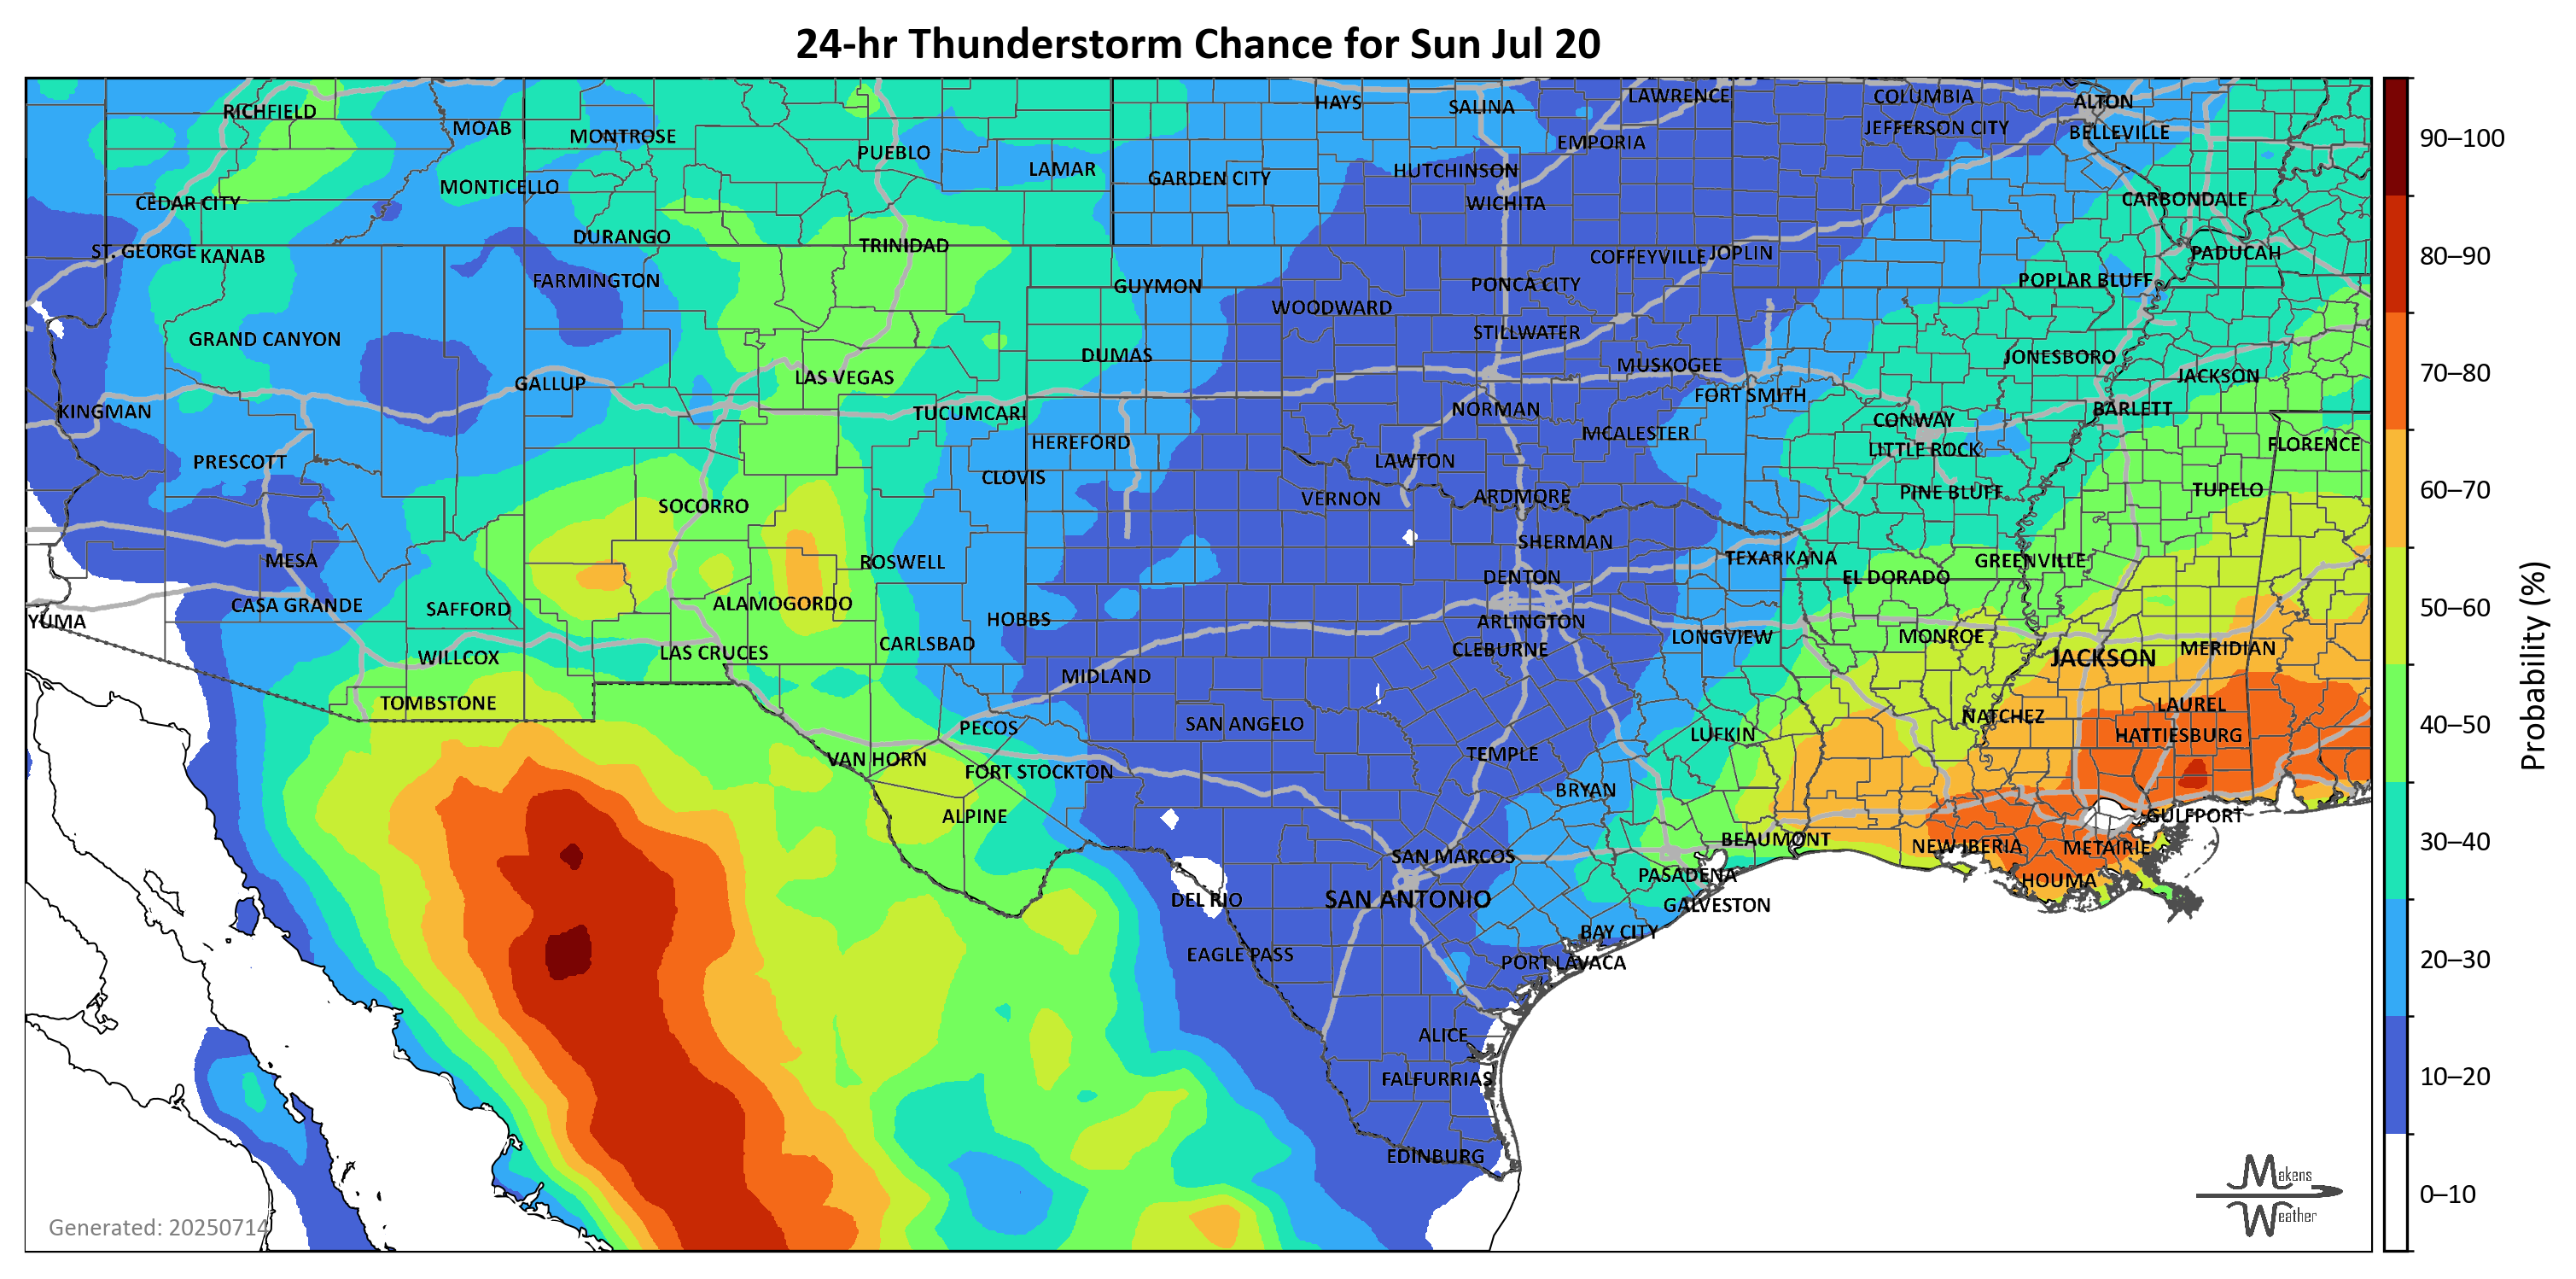 24-hr Thunderstorm Chance for Sun Jul 20
HAYS
SALINA
LAWRENCE
COLUMBIA
ALTON
RICHFIELD
MOAB
MONTROSE
EMPORIA
JEFFERSON CITY
BELLEVILLE
90–100
PUEBLO
LAMAR
GARDEN CITY
HUTCHINSON
MONTICELLO
CEDAR CITY
WICHITA
CARBONDALE
DURANGO
TRINIDAD
ST. GEORGE
KANAB
COFFEYVILLE
JOPLIN
PADUCAH
80–90
FARMINGTON
GUYMON
PONCA CITY
POPLAR BLUFF
WOODWARD
GRAND CANYON
STILLWATER
DUMAS
MUSKOGEE
JONESBORO
JACKSON
70–80
GALLUP
LAS VEGAS
FORT SMITH
KINGMAN
TUCUMCARI
NORMAN
BARLETT
CONWAY
HEREFORD
MCALESTER
LITTLE ROCK
FLORENCE
PRESCOTT
CLOVIS
LAWTON
SOCORRO
VERNON
ARDMORE
PINE BLUFF
TUPELO
60–70
MESA
ROSWELL
SHERMAN
TEXARKANA
GREENVILLE
DENTON
EL DORADO
CASA GRANDE
SAFFORD
ALAMOGORDO
50–60
YUMA
HOBBS
ARLINGTON
LONGVIEW
MONROE
WILLCOX
LAS CRUCES
CARLSBAD
CLEBURNE
JACKSON
MERIDIAN
Probability (%)
TOMBSTONE
MIDLAND
PECOS
SAN ANGELO
LUFKIN
NATCHEZ
LAUREL
HATTIESBURG
40–50
VAN HORN
FORT STOCKTON
TEMPLE
BRYAN
ALPINE
GULFPORT
SAN MARCOS
BEAUMONT
NEW IBERIA
METAIRIE
30–40
DEL RIO
SAN ANTONIO
PASADENA
HOUMA
GALVESTON
EAGLE PASS
BAY CITY
PORT LAVACA
20–30
ALICE
FALFURRIAS
10–20
EDINBURG
Makens
Weather
0–10
Generated: 20250714